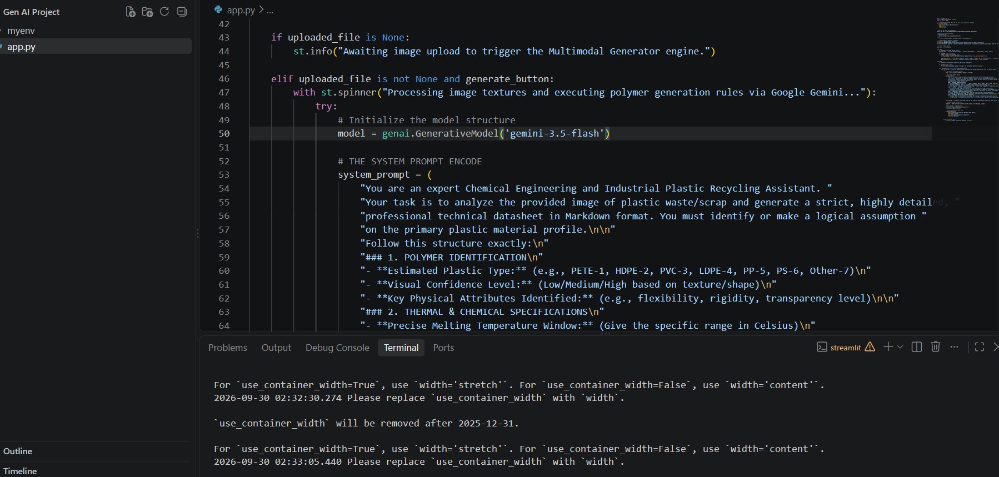 Gen AI Project
myenv
app.py
app.py > ...
42
43 if uploaded_file is None:
44 st.info("Awaiting image upload to trigger the Multimodal Generator engine.")
45
46 elif uploaded_file is not None and generate_button:
47 with st.spinner("Processing image textures and executing polymer generation rules via Google Gemini..."):
48 try:
49 # Initialize the model structure
50 model = genai.GenerativeModel('gemini-3.5-flash')
51
52 # THE SYSTEM PROMPT ENCODE
53 system_prompt = (
54 "You are an expert Chemical Engineering and Industrial Plastic Recycling Assistant. "
55 "Your task is to analyze the provided image of plastic waste/scrap and generate a strict, highly detailed, "
56 "professional technical datasheet in Markdown format. You must identify or make a logical assumption "
57 "on the primary plastic material profile.\n\n"
58 "Follow this structure exactly:\n"
59 "### 1. POLYMER IDENTIFICATION\n"
60 "- **Estimated Plastic Type:** (e.g., PETE-1, HDPE-2, PVC-3, LDPE-4, PP-5, PS-6, Other-7)\n"
61 "- **Visual Confidence Level:** (Low/Medium/High based on texture/shape)\n"
62 "- **Key Physical Attributes Identified:** (e.g., flexibility, rigidity, transparency level)\n\n"
63 "### 2. THERMAL & CHEMICAL SPECIFICATIONS\n"
64 "- **Precise Melting Temperature Window:** (Give the specific range in Celsius)\n"
Problems Output Debug Console Terminal Ports
streamlit
For `use_container_width=True`, use `width='stretch'`. For `use_container_width=False`, use `width='content'`.
2026-09-30 02:32:30.274 Please replace `use_container_width` with `width`.
`use_container_width` will be removed after 2025-12-31.
For `use_container_width=True`, use `width='stretch'`. For `use_container_width=False`, use `width='content'`.
2026-09-30 02:33:05.440 Please replace `use_container_width` with `width`.
Outline
Timeline